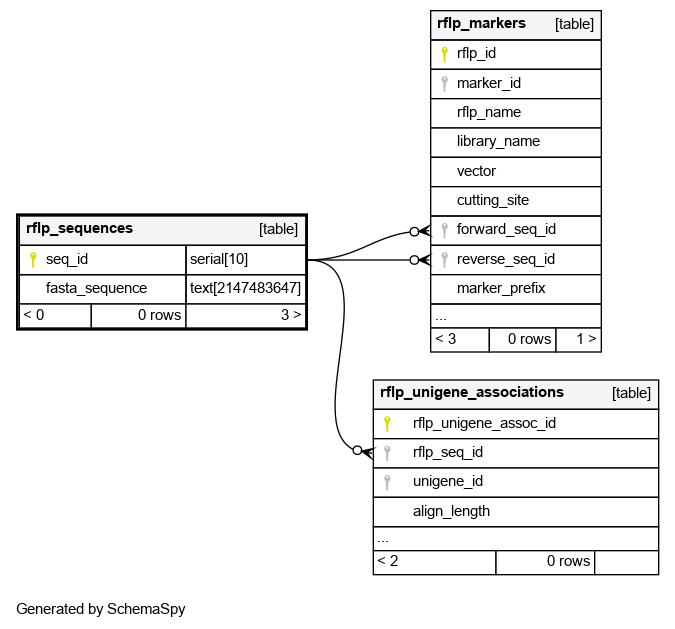 rflp_markers [table]
rflp_id
marker_id
rflp_name
library_name
vector
cutting_site
forward_seq_id
reverse_seq_id
marker_prefix
...
< 3 0 rows 1 >
rflp_sequences [table]
seq_id serial[10]
fasta_sequence text[2147483647]
< 0 0 rows 3 >
rflp_unigene_associations [table]
rflp_unigene_assoc_id
rflp_seq_id
unigene_id
align_length
...
< 2 0 rows
Generated by SchemaSpy